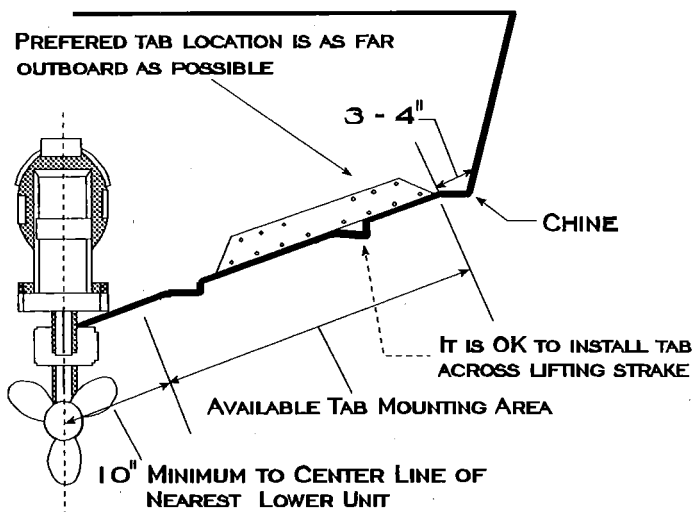 PREFERED TAB LOCATION IS AS FAR
OUTBOARD AS POSSIBLE
3 - 4"
CHINE
IT IS OK TO INSTALL TAB
ACROSS LIFTING STRAKE
AVAILABLE TAB MOUNTING AREA
10" MINIMUM TO CENTER LINE OF
NEAREST LOWER UNIT